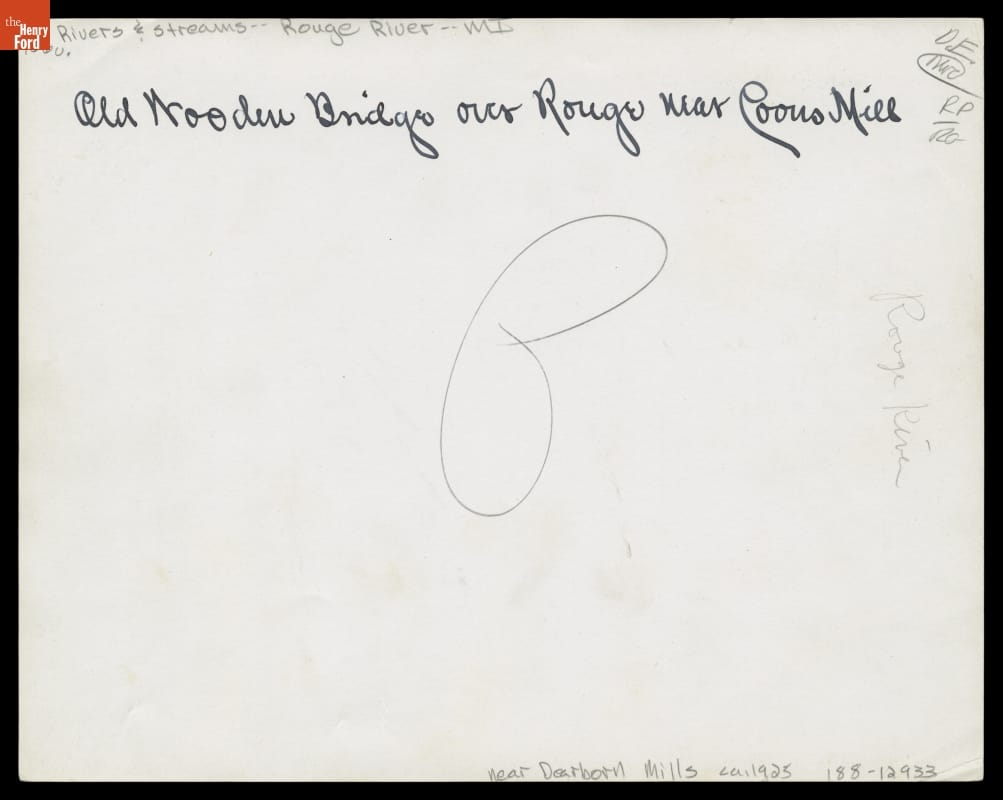 the
Henry
Ford
Rivers & streams-- Rouge River -- MI
D.E.
RP
RG
Old Wooden Bridge over Rouge near Coons Mill
Rouge River
near Dearborn Mills ca.1925 188-12933